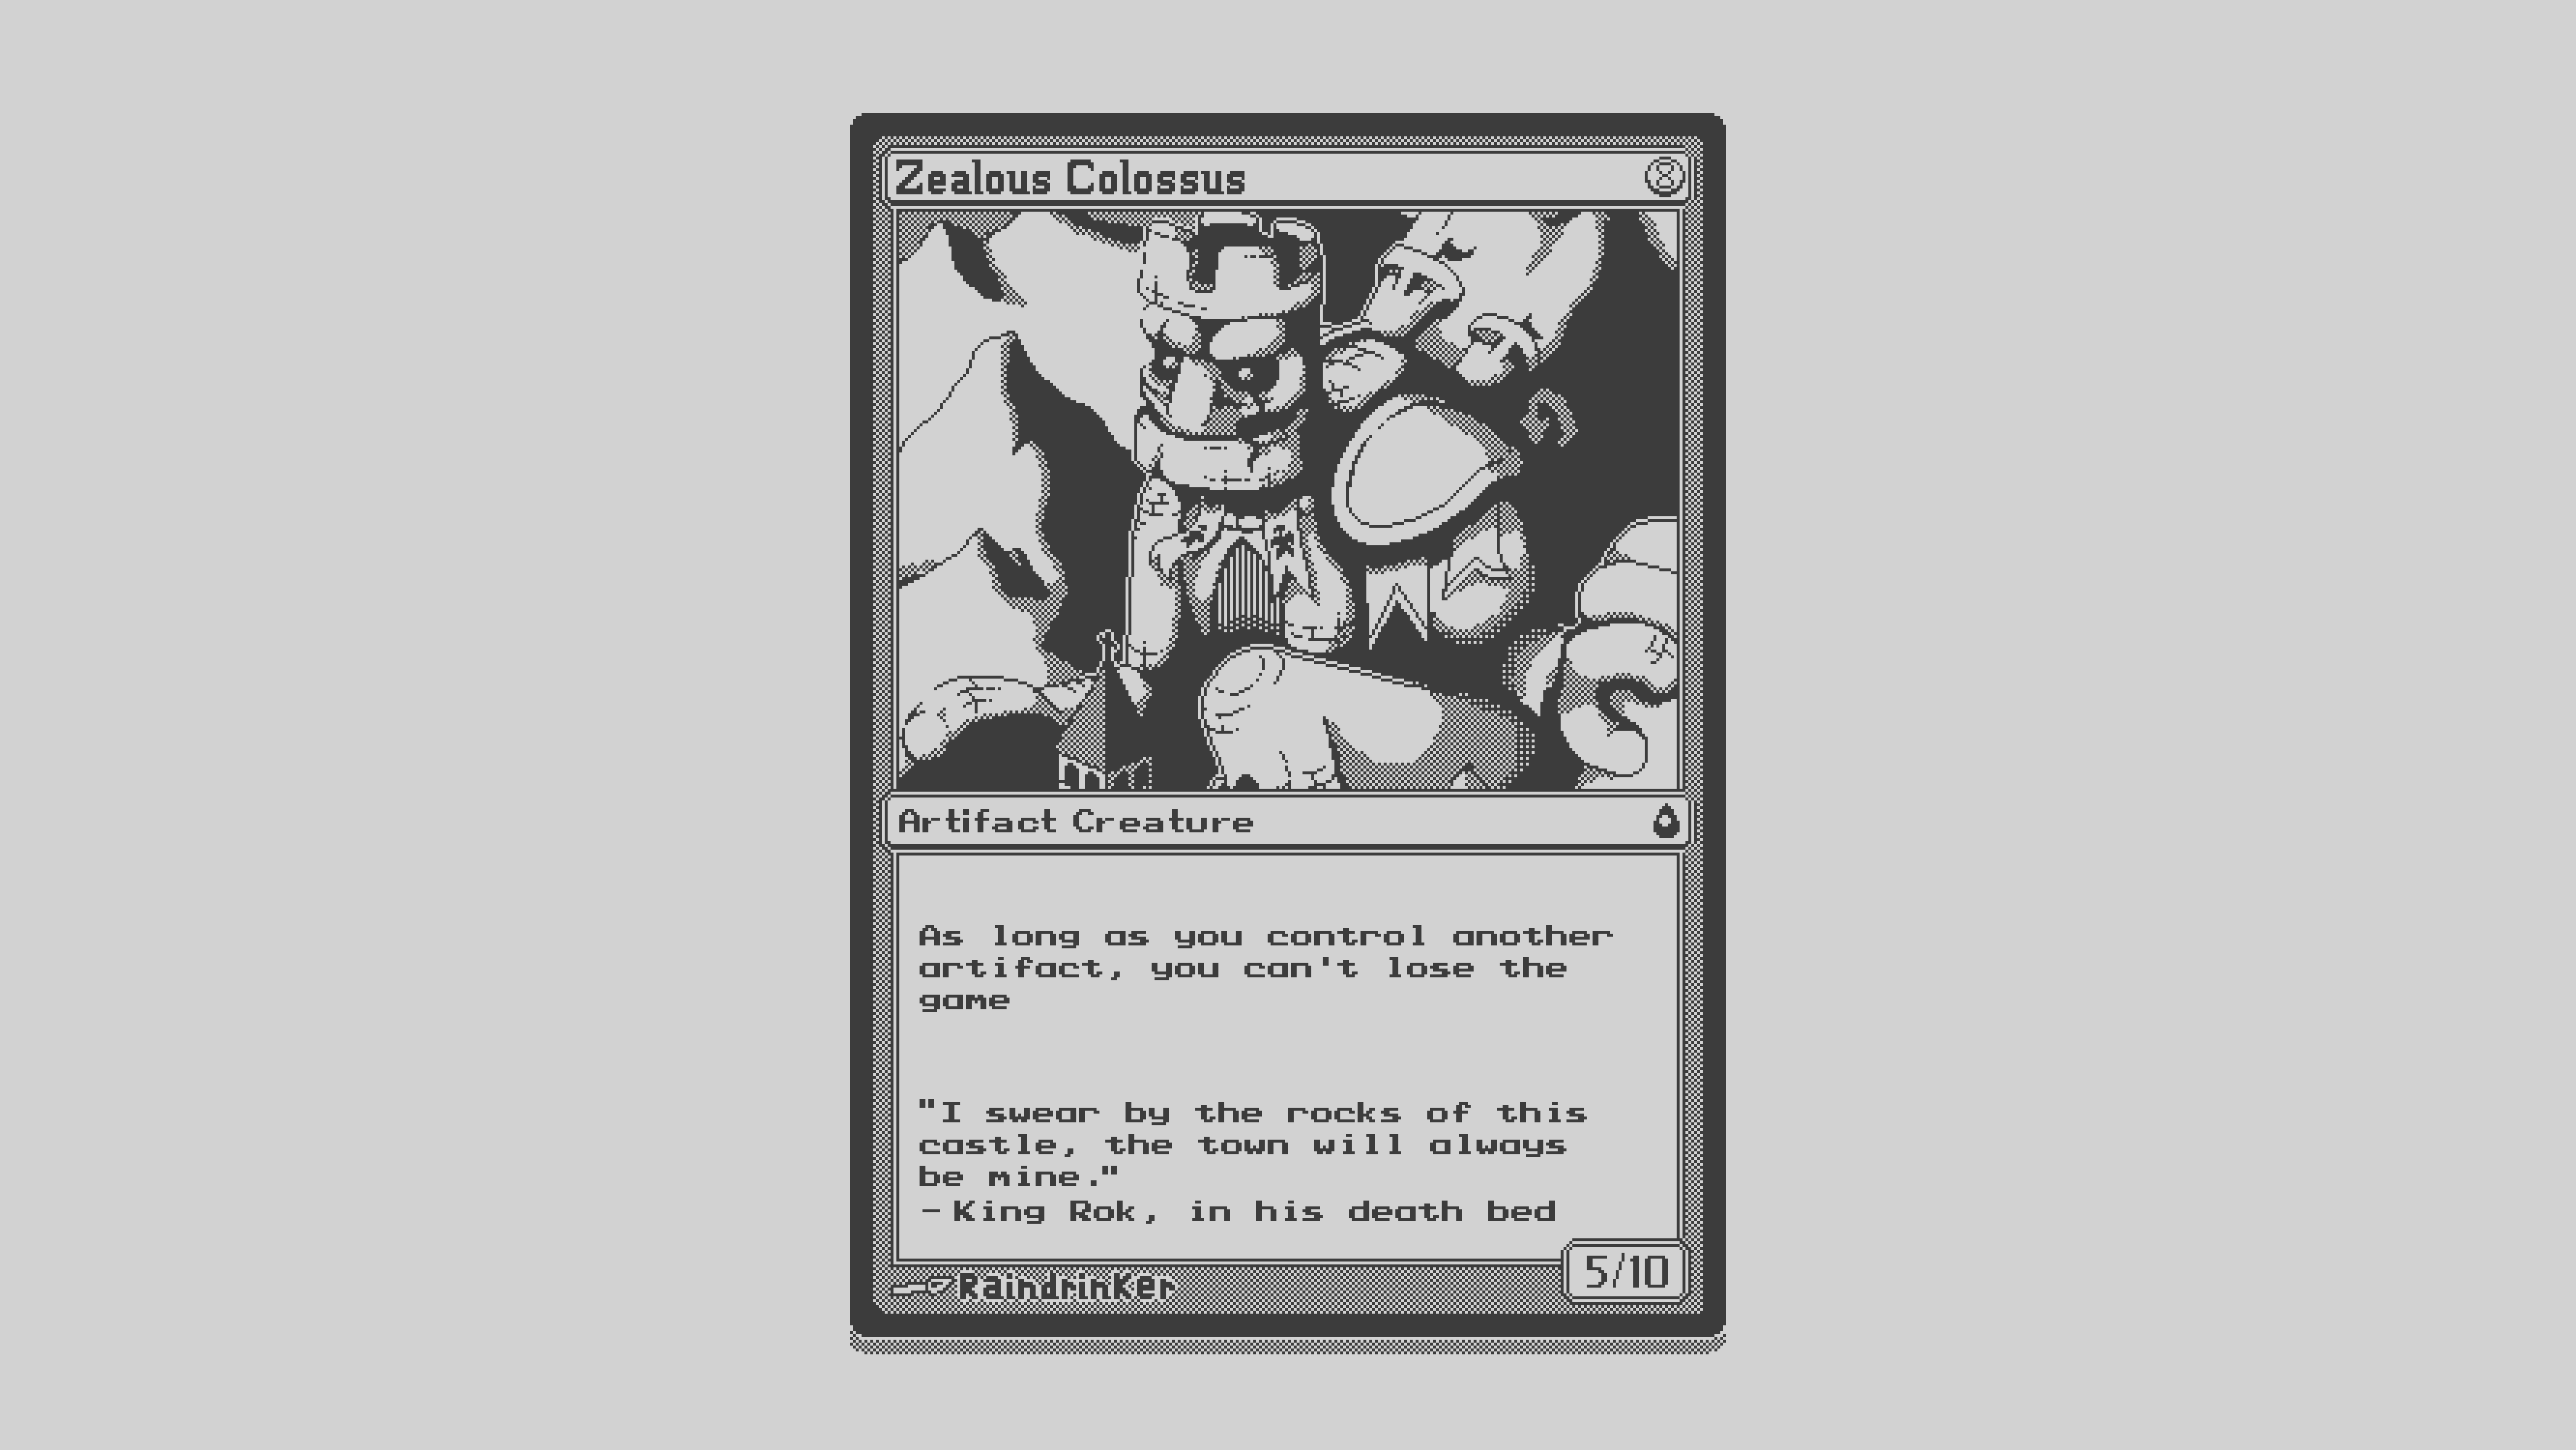 Zealous Colossus 8
Artifact Creature
As long as you control another
artifact, you can't lose the
game
"I swear by the rocks of this
castle, the town will always
be mine."
- King Rok, in his death bed
5/10
RaindrinKer